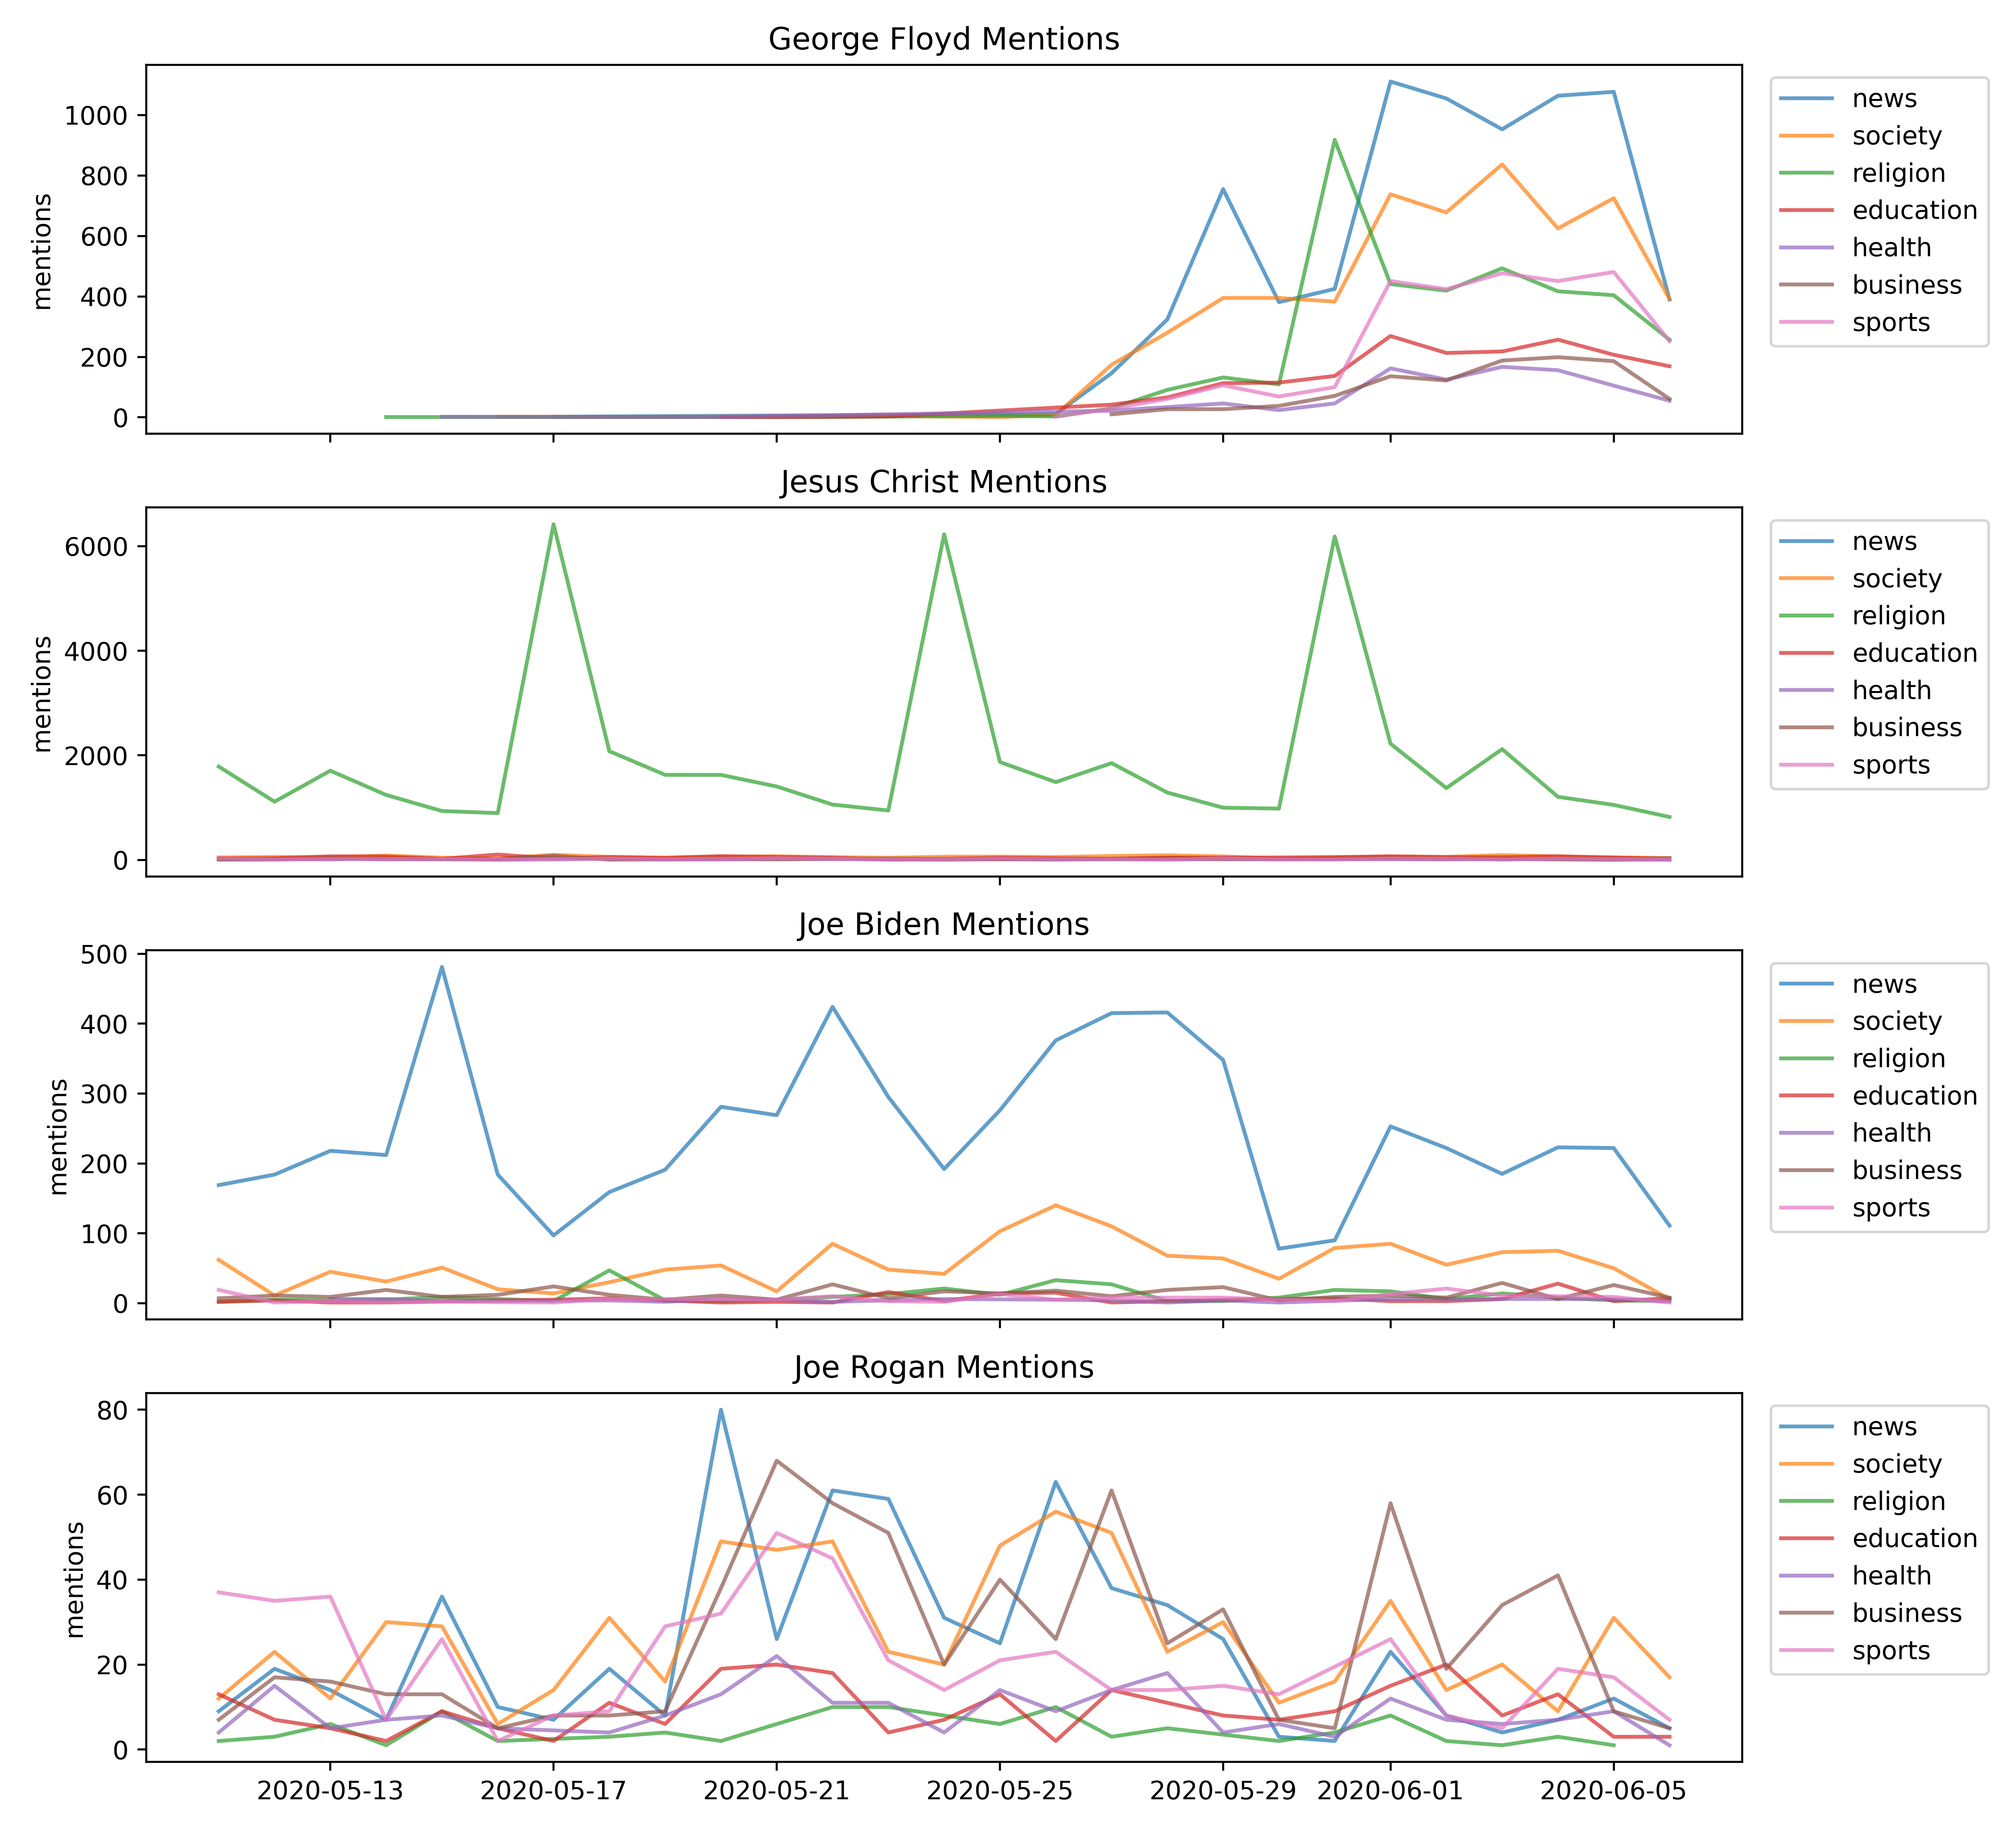 George Floyd Mentions
mentions
1000
800
600
400
200
0
news
society
religion
education
health
business
sports
Jesus Christ Mentions
mentions
6000
4000
2000
0
news
society
religion
education
health
business
sports
Joe Biden Mentions
mentions
500
400
300
200
100
0
news
society
religion
education
health
business
sports
Joe Rogan Mentions
mentions
80
60
40
20
0
news
society
religion
education
health
business
sports
2020-05-13 2020-05-17 2020-05-21 2020-05-25 2020-05-29 2020-06-01 2020-06-05